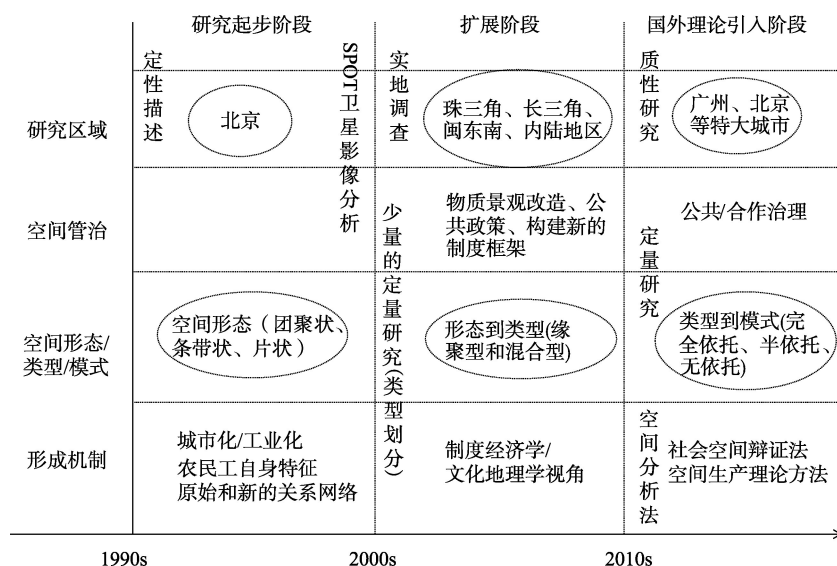 研究起步阶段
扩展阶段
国外理论引入阶段
定性描述
SPOT卫星影像分析
实地调查
质性研究
研究区域
北京
珠三角、长三角、
闽东南、内陆地区
广州、北京
等特大城市
空间管治
少量的定量研究(类型划分)
物质景观改造、公
共政策、构建新的
制度框架
定量研究
公共/合作治理
空间形态/
类型/模式
空间形态(团聚状、
条带状、片状)
形态到类型(缘
聚型和混合型)
类型到模式(完
全依托、半依托、
无依托)
形成机制
城市化/工业化
农民工自身特征
原始和新的关系网络
制度经济学/
文化地理学视角
空间分析法
社会空间辩证法
空间生产理论方法
1990s
2000s
2010s